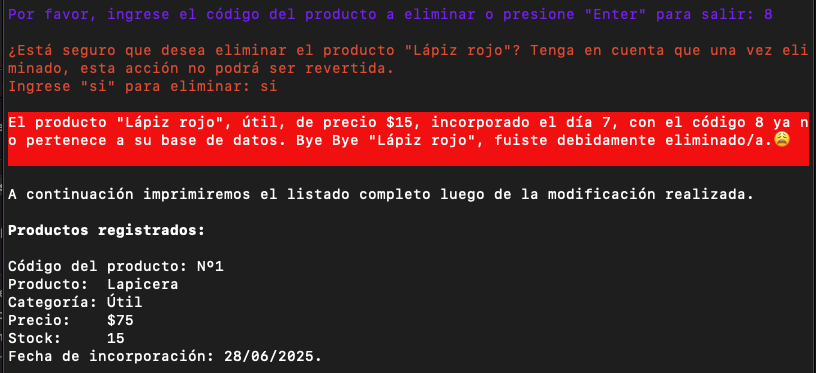 Por favor, ingrese el código del producto a eliminar o presione "Enter" para salir: 8
¿Está seguro que desea eliminar el producto "Lápiz rojo"? Tenga en cuenta que una vez eli
minado, esta acción no podrá ser revertida.
Ingrese "si" para eliminar: si
El producto "Lápiz rojo", útil, de precio $15, incorporado el día 7, con el código 8 ya n
o pertenece a su base de datos. Bye Bye "Lápiz rojo", fuiste debidamente eliminado/a.😩
A continuación imprimiremos el listado completo luego de la modificación realizada.
Productos registrados:
Código del producto: Nº1
Producto:  Lapicera
Categoría: Útil
Precio:    $75
Stock:     15
Fecha de incorporación: 28/06/2025.